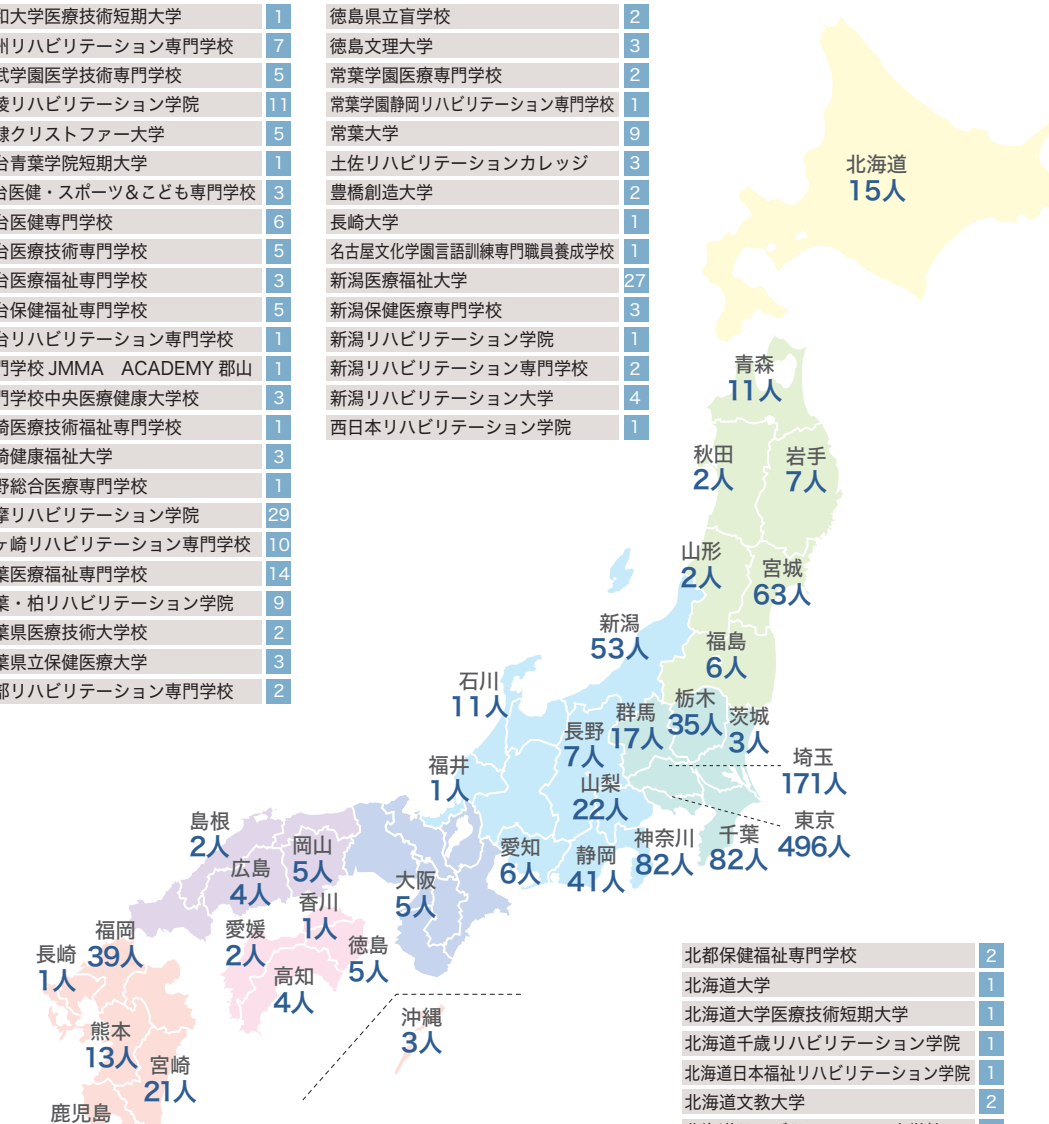 和大学医療技術短期大学 1
州リハビリテーション専門学校 7
武学園医学技術専門学校 5
陵リハビリテーション学院 11
隷クリストファー大学 5
台青葉学院短期大学 1
台医健・スポーツ＆こども専門学校 3
台医健専門学校 6
台医療技術専門学校 5
台医療福祉専門学校 3
台保健福祉専門学校 5
台リハビリテーション専門学校 1
門学校 JMMA　ACADEMY 郡山 1
門学校中央医療健康大学校 3
崎医療技術福祉専門学校 1
崎健康福祉大学 3
野総合医療専門学校 1
摩リハビリテーション学院 29
ヶ崎リハビリテーション専門学校 10
葉医療福祉専門学校 14
葉・柏リハビリテーション学院 9
葉県医療技術大学校 2
葉県立保健医療大学 3
部リハビリテーション専門学校 2
徳島県立盲学校 2
徳島文理大学 3
常葉学園医療専門学校 2
常葉学園静岡リハビリテーション専門学校 1
常葉大学 9
土佐リハビリテーションカレッジ 3
豊橋創造大学 2
長崎大学 1
名古屋文化学園言語訓練専門職員養成学校 1
新潟医療福祉大学 27
新潟保健医療専門学校 3
新潟リハビリテーション学院 1
新潟リハビリテーション専門学校 2
新潟リハビリテーション大学 4
西日本リハビリテーション学院 1
北海道
15人
青森
11人
秋田
2人
岩手
7人
山形
2人
宮城
63人
新潟
53人
福島
6人
石川
11人
栃木
35人
群馬
17人
茨城
3人
長野
7人
福井
1人
埼玉
171人
山梨
22人
東京
496人
千葉
82人
神奈川
82人
静岡
41人
愛知
6人
島根
2人
岡山
5人
広島
4人
大阪
5人
香川
1人
愛媛
2人
徳島
5人
高知
4人
福岡
39人
長崎
1人
熊本
13人
宮崎
21人
鹿児島
沖縄
3人
北都保健福祉専門学校 2
北海道大学 1
北海道大学医療技術短期大学 1
北海道千歳リハビリテーション学院 1
北海道日本福祉リハビリテーション学院 1
北海道文教大学 2